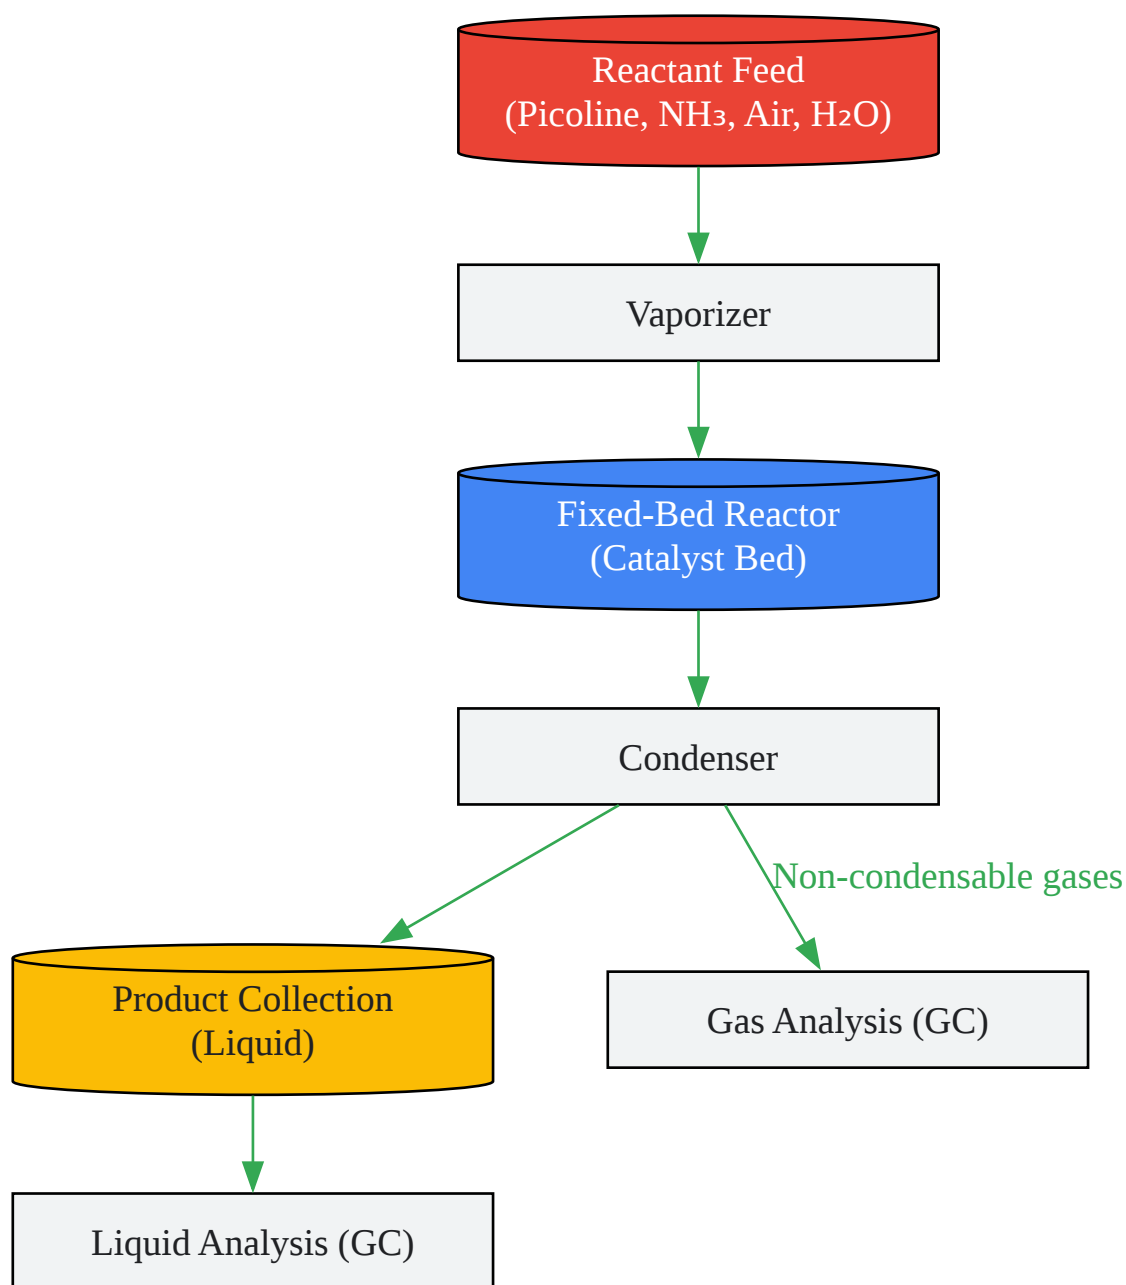 Reactant Feed
(Picoline, NH₃, Air, H₂O)
Vaporizer
Fixed-Bed Reactor
(Catalyst Bed)
Condenser
Non-condensable gases
Product Collection
(Liquid)
Gas Analysis (GC)
Liquid Analysis (GC)